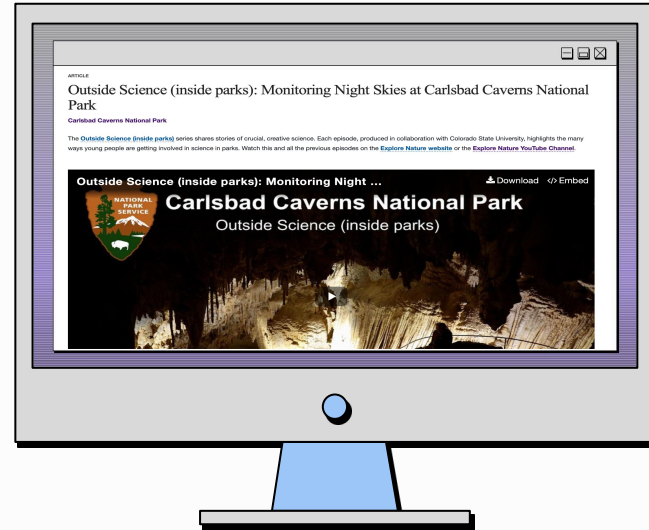 ARTICLE
Outside Science (inside parks): Monitoring Night Skies at Carlsbad Caverns National
Park
Carlsbad Caverns National Park
The Outside Science (inside parks) series shares stories of crucial, creative science. Each episode, produced in collaboration with Colorado State University, highlights the many
ways young people are getting involved in science in parks. Watch this and all the previous episodes on the Explore Nature website or the Explore Nature YouTube Channel.
Outside Science (inside parks): Monitoring Night ...
Download </> Embed
NATIONAL
PARK
SERVICE
Carlsbad Caverns National Park
Outside Science (inside parks)